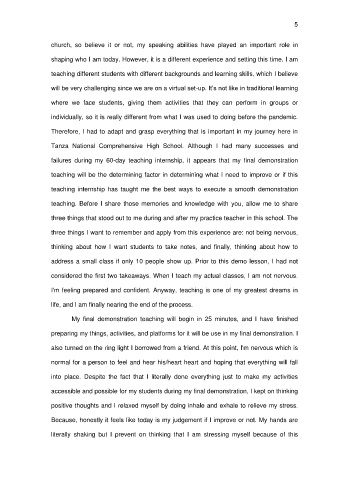 5
church, so believe it or not, my speaking abilities have played an important role in
shaping who I am today. However, it is a different experience and setting this time. I am
teaching different students with different backgrounds and learning skills, which I believe
will be very challenging since we are on a virtual set-up. It's not like in traditional learning
where we face students, giving them activities that they can perform in groups or
individually, so it is really different from what I was used to doing before the pandemic.
Therefore, I had to adapt and grasp everything that is important in my journey here in
Tanza National Comprehensive High School. Although I had many successes and
failures during my 60-day teaching internship, it appears that my final demonstration
teaching will be the determining factor in determining what I need to improve or if this
teaching internship has taught me the best ways to execute a smooth demonstration
teaching. Before I share those memories and knowledge with you, allow me to share
three things that stood out to me during and after my practice teacher in this school. The
three things I want to remember and apply from this experience are: not being nervous,
thinking about how I want students to take notes, and finally, thinking about how to
address a small class if only 10 people show up. Prior to this demo lesson, I had not
considered the first two takeaways. When I teach my actual classes, I am not nervous.
I'm feeling prepared and confident. Anyway, teaching is one of my greatest dreams in
life, and I am finally nearing the end of the process.
My final demonstration teaching will begin in 25 minutes, and I have finished
preparing my things, activities, and platforms for it will be use in my final demonstration. I
also turned on the ring light I borrowed from a friend. At this point, I'm nervous which is
normal for a person to feel and hear his/heart heart and hoping that everything will fall
into place. Despite the fact that I literally done everything just to make my activities
accessible and possible for my students during my final demonstration, I kept on thinking
positive thoughts and I relaxed myself by doing inhale and exhale to relieve my stress.
Because, honestly it feels like today is my judgement if I improve or not. My hands are
literally shaking but I prevent on thinking that I am stressing myself because of this